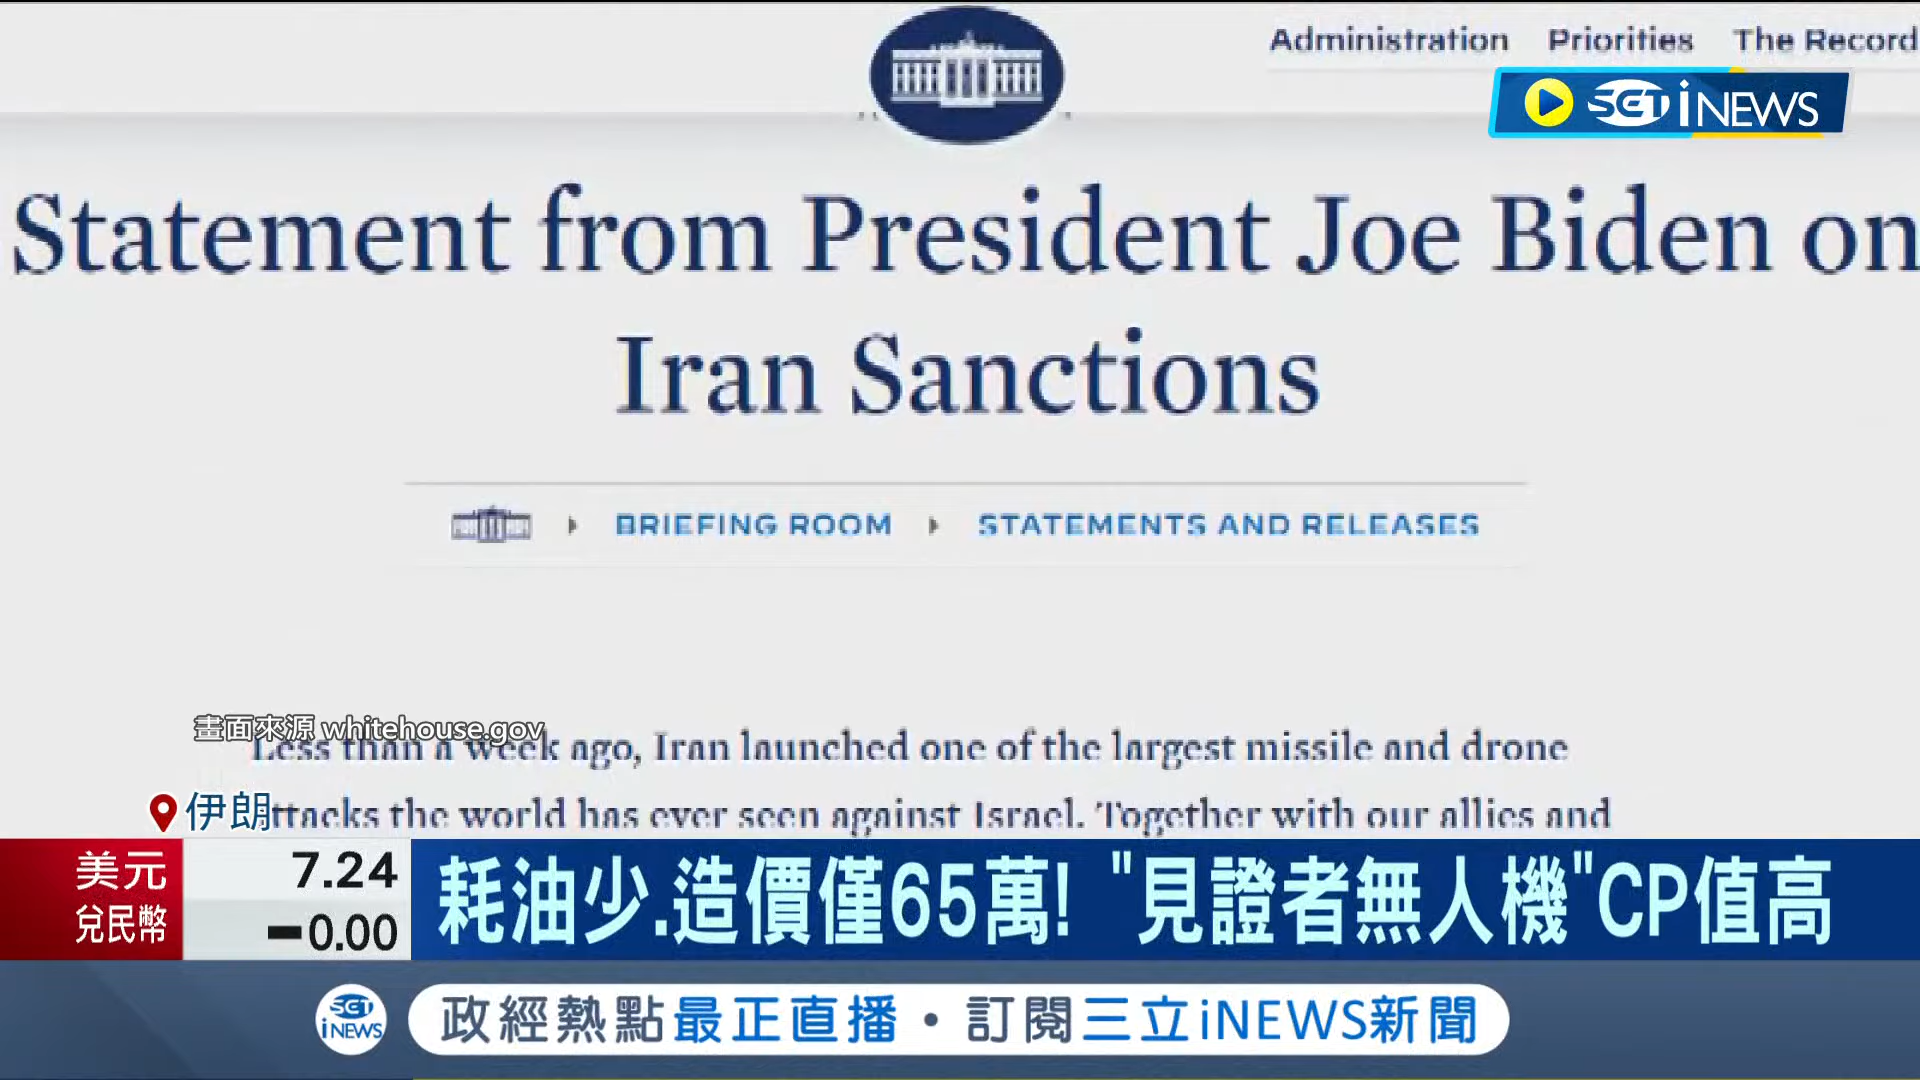 Administration Priorities The Record
SET iNEWS
Statement from President Joe Biden on
Iran Sanctions
BRIEFING ROOM STATEMENTS AND RELEASES
畫面來源 whitehouse.gov
Less than a week ago, Iran launched one of the largest missile and drone
伊朗
attacks the world has ever seen against Israel. Together with our allies and
美元
兌民幣
7.24
-0.00
耗油少.造價僅65萬! "見證者無人機"CP值高
SET iNEWS
政經熱點最正直播・訂閱三立iNEWS新聞